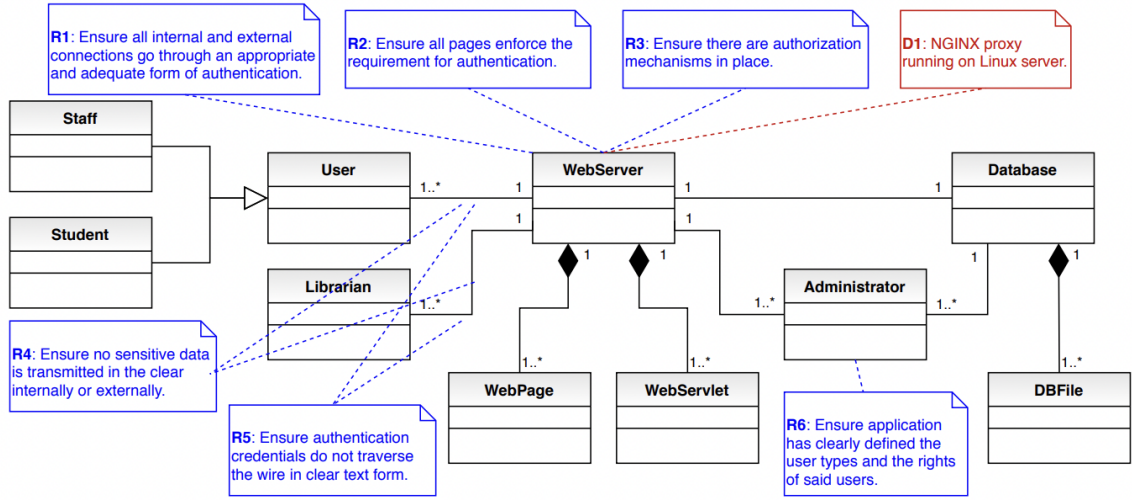 R1: Ensure all internal and external
connections go through an appropriate
and adequate form of authentication.
R2: Ensure all pages enforce the
requirement for authentication.
R3: Ensure there are authorization
mechanisms in place.
D1: NGINX proxy
running on Linux server.
Staff
Student
User
1..*
1
WebServer
1
1
Database
Librarian
1..*
1
1
1
1
1..*
Administrator
1..*
1
1
R4: Ensure no sensitive data
is transmitted in the clear
internally or externally.
R5: Ensure authentication
credentials do not traverse
the wire in clear text form.
1..*
WebPage
1..*
WebServlet
R6: Ensure application
has clearly defined the
user types and the rights
of said users.
1..*
DBFile